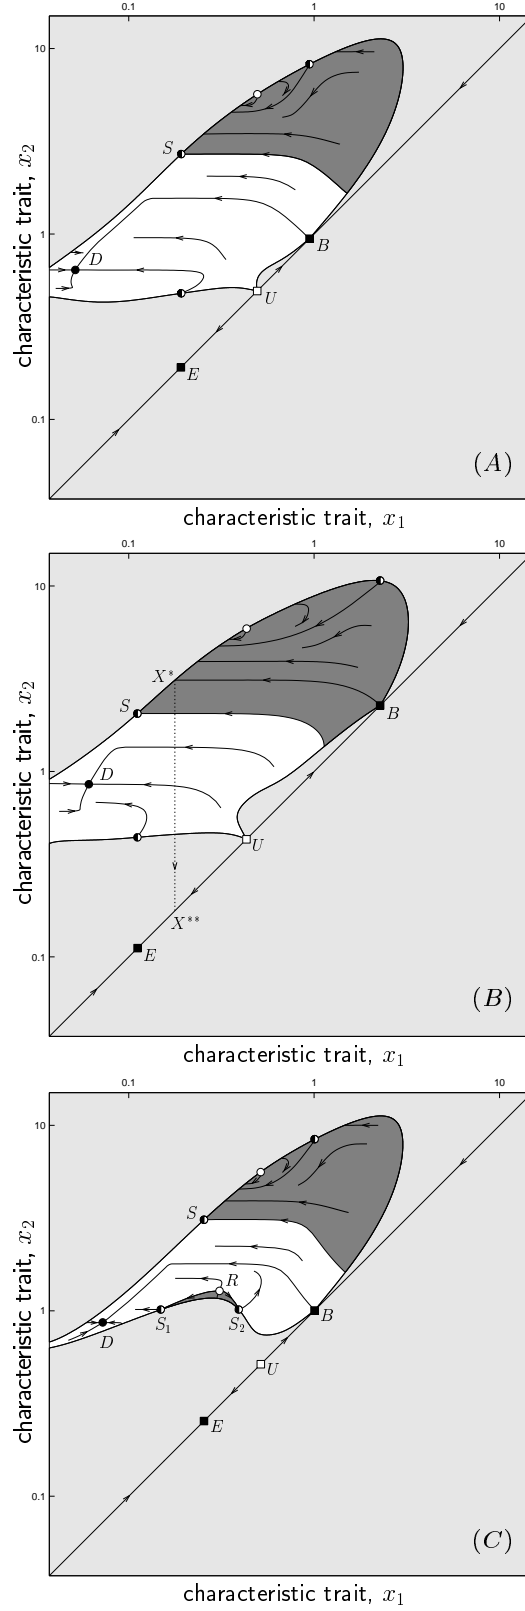 0.1 1 10
10
S
1
B
D
U
E
0.1
characteristic trait, x₂
(A)
characteristic trait, x₁
0.1 1 10
10
X*
S
B
1
D
U
X**
E
0.1
characteristic trait, x₂
(B)
characteristic trait, x₁
0.1 1 10
10
S
R
1
B
S₁ S₂
D
U
E
0.1
characteristic trait, x₂
(C)
characteristic trait, x₁